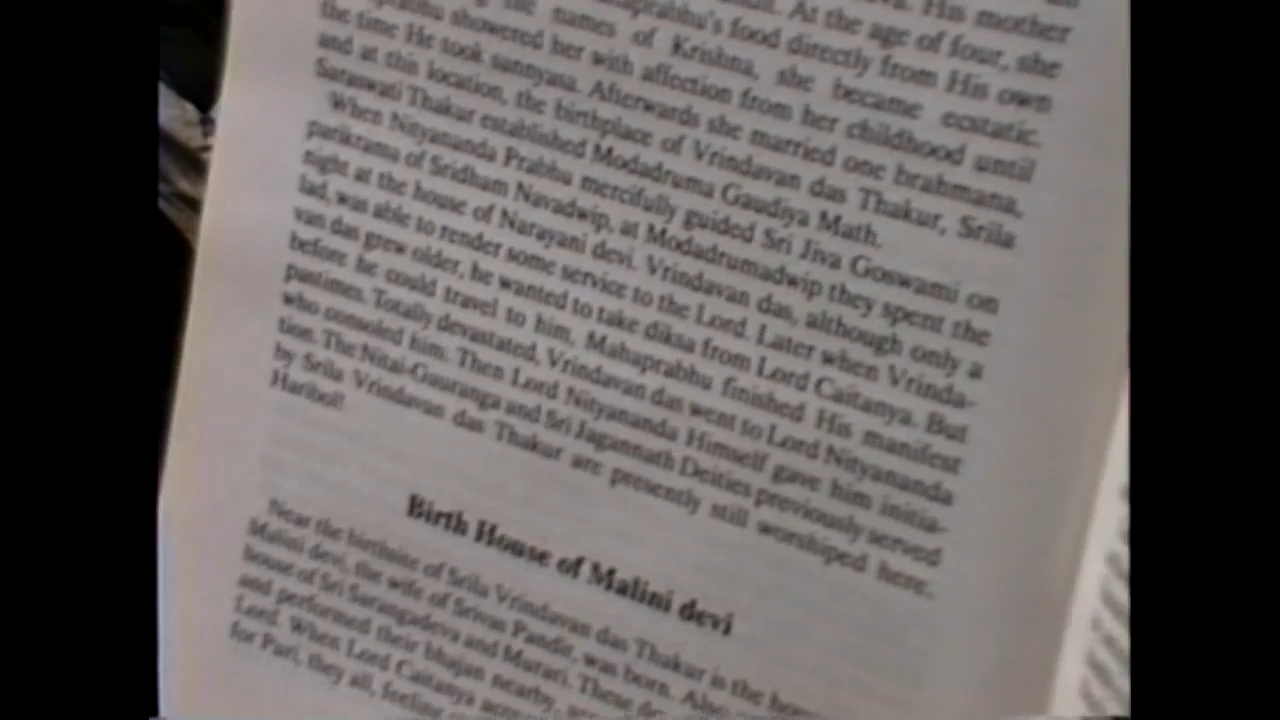 His mother
At the age of four, she
Mahaprabhu's food directly from His own
the names of Krishna, she became ecstatic.
showered her with affection from her childhood until
the time He took sannyasa. Afterwards she married one brahmana,
and at this location, the birthplace of Vrindavan das Thakur, Srila
Saraswati Thakur established Modadruma Gaudiya Math.
When Nityananda Prabhu mercifully guided Sri Jiva Goswami on
parikrama of Sridham Navadwip, at Modadrumadwip they spent the
night at the house of Narayani devi. Vrindavan das, although only a
lad, was able to render some service to the Lord. Later when Vrinda-
van das grew older, he wanted to take diksa from Lord Caitanya. But
before he could travel to him, Mahaprabhu finished His manifest
pastimes. Totally devastated, Vrindavan das went to Lord Nityananda
who consoled him. Then Lord Nityananda Himself gave him initia-
tion. The Nitai-Gauranga and Sri Jagannath Deities previously served
by Srila Vrindavan das Thakur are presently still worshiped here.
Haribol!
Birth House of Malini devi
Near the birthsite of Srila Vrindavan das Thakur is the
Malini devi, the wife of Srivas Pandit, was born. Also
house of Sri Sarangadeva and Murari. These
and performed their bhajan nearby,
Lord. When Lord Caitanya
for Puri, they all, feeling